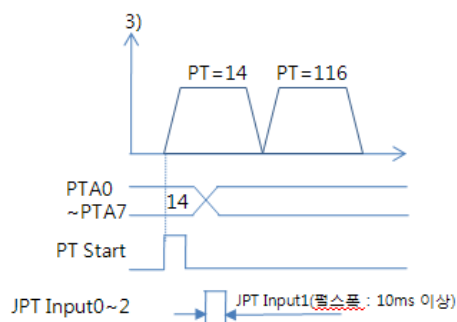 3)
PT=14 PT=116
PTA0
~PTA7
14
PT Start
JPT Input0~2
JPT Input1(펄스폭 : 10ms 이상)